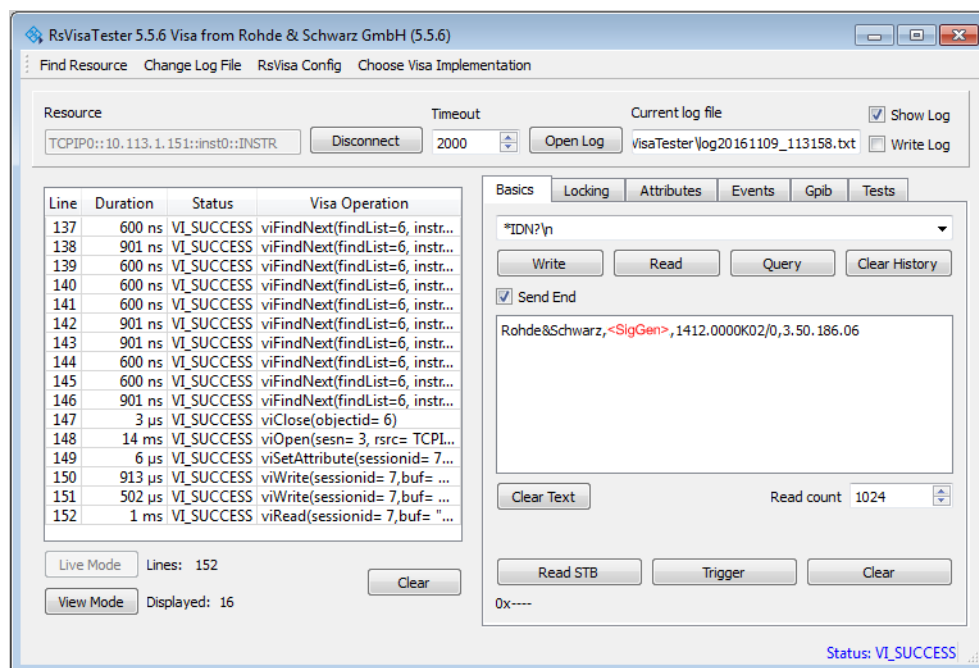 RsVisaTester 5.5.6 Visa from Rohde & Schwarz GmbH (5.5.6)
Find Resource Change Log File RsVisa Config Choose Visa Implementation
Resource
TCPIP0::10.113.1.151::inst0::INSTR
Disconnect
Timeout
2000
Open Log
Current log file
VisaTester\log20161109_113158.txt
Show Log
Write Log
Line Duration Status Visa Operation
137 600 ns VI_SUCCESS viFindNext(findList=6, instr...
138 901 ns VI_SUCCESS viFindNext(findList=6, instr...
139 600 ns VI_SUCCESS viFindNext(findList=6, instr...
140 600 ns VI_SUCCESS viFindNext(findList=6, instr...
141 600 ns VI_SUCCESS viFindNext(findList=6, instr...
142 901 ns VI_SUCCESS viFindNext(findList=6, instr...
143 901 ns VI_SUCCESS viFindNext(findList=6, instr...
144 600 ns VI_SUCCESS viFindNext(findList=6, instr...
145 600 ns VI_SUCCESS viFindNext(findList=6, instr...
146 901 ns VI_SUCCESS viFindNext(findList=6, instr...
147 3 µs VI_SUCCESS viClose(objectid= 6)
148 14 ms VI_SUCCESS viOpen(sesn= 3, rsrc= TCPI...
149 6 µs VI_SUCCESS viSetAttribute(sessionid= 7...
150 913 µs VI_SUCCESS viWrite(sessionid= 7,buf= ...
151 502 µs VI_SUCCESS viWrite(sessionid= 7,buf= ...
152 1 ms VI_SUCCESS viRead(sessionid= 7,buf= "...
Live Mode Lines: 152
View Mode Displayed: 16
Clear
Basics Locking Attributes Events Gpib Tests
*IDN?\n
Write Read Query Clear History
Send End
Rohde&Schwarz,<SigGen>,1412.0000K02/0,3.50.186.06
Clear Text Read count 1024
Read STB Trigger Clear
0x----
Status: VI_SUCCESS